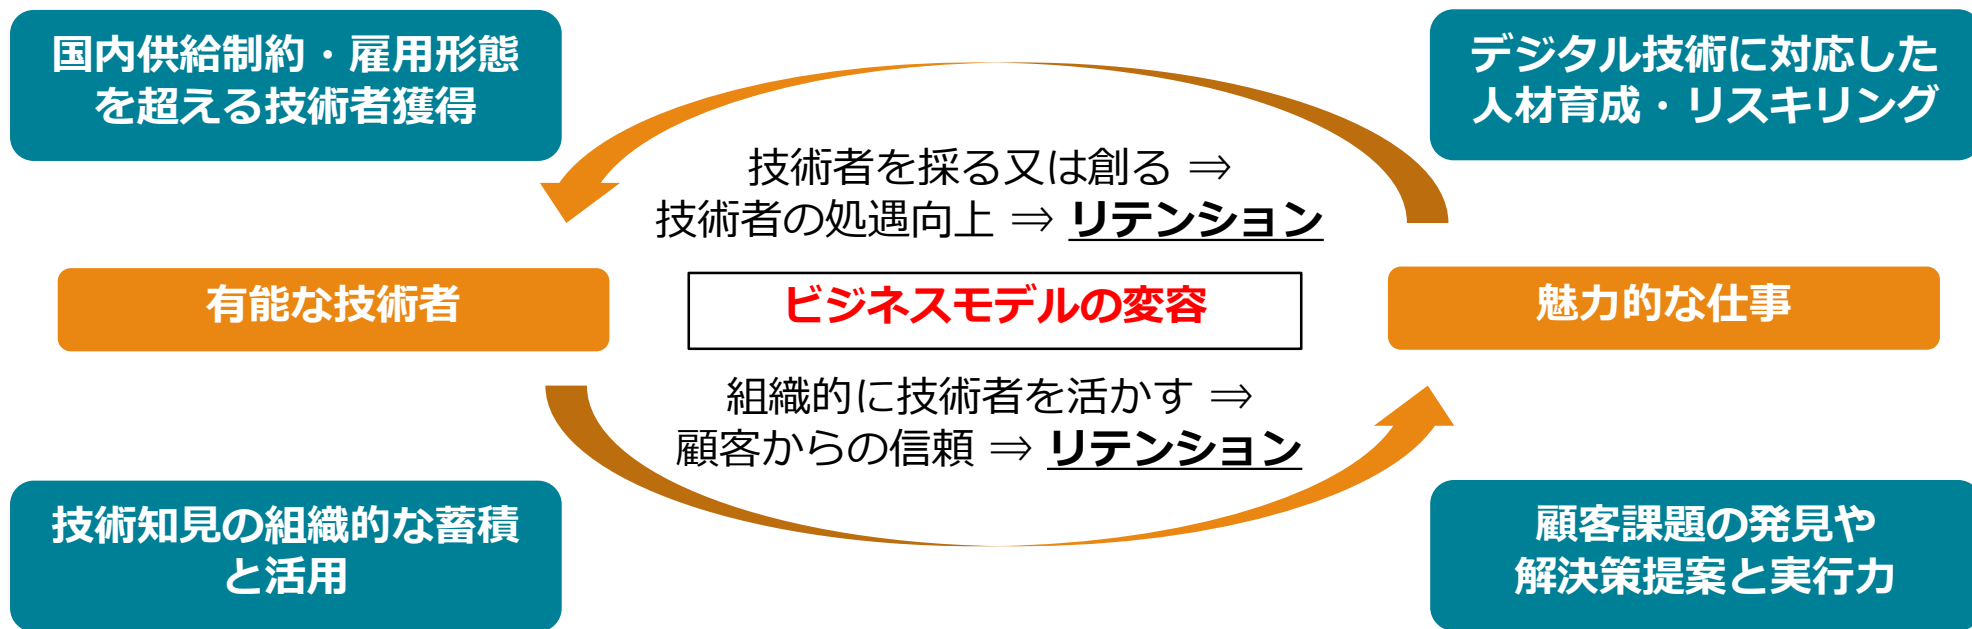 国内供給制約・雇用形態
を超える技術者獲得
デジタル技術に対応した
人材育成・リスキリング
技術者を採る又は創る ⇒
技術者の処遇向上 ⇒ リテンション
有能な技術者
ビジネスモデルの変容
魅力的な仕事
組織的に技術者を活かす ⇒
顧客からの信頼 ⇒ リテンション
技術知見の組織的な蓄積
と活用
顧客課題の発見や
解決策提案と実行力